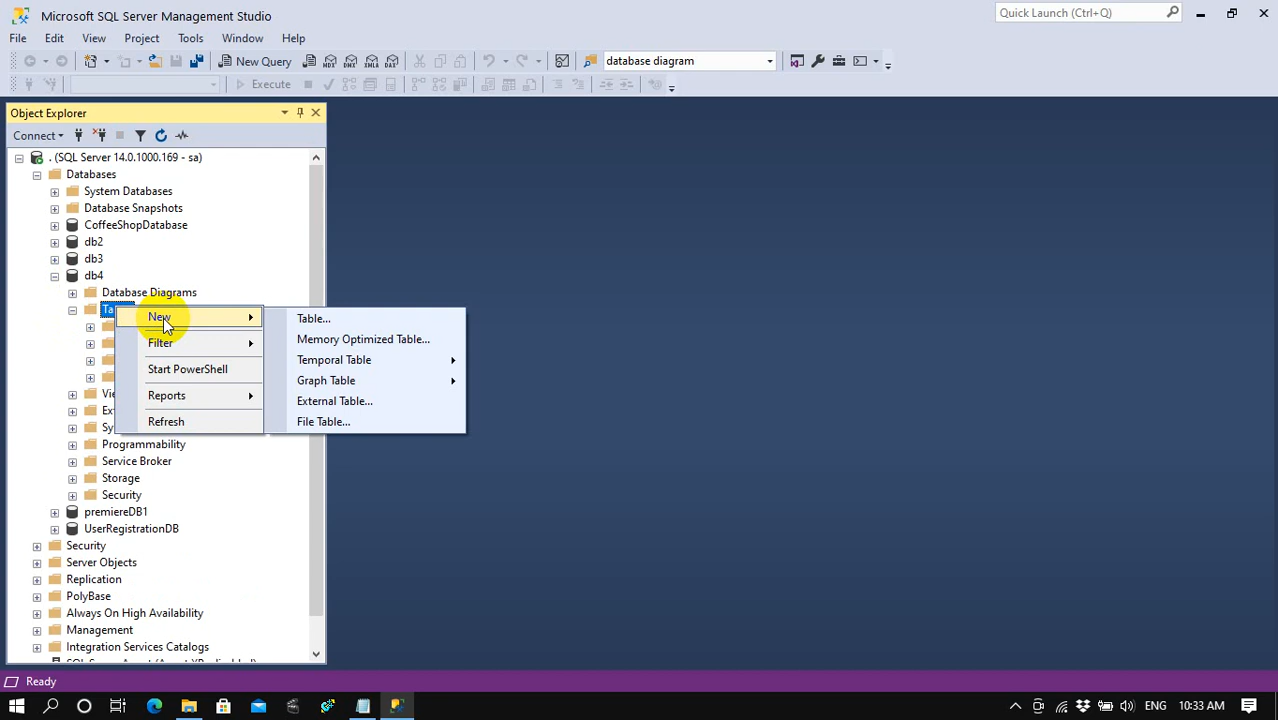 Microsoft SQL Server Management Studio
Quick Launch (Ctrl+Q)
File Edit View Project Tools Window Help
New Query
database diagram
Execute
Object Explorer
Connect
. (SQL Server 14.0.1000.169 - sa)
Databases
System Databases
Database Snapshots
CoffeeShopDatabase
db2
db3
db4
Database Diagrams
New
Filter
Start PowerShell
Reports
Refresh
Table...
Memory Optimized Table...
Temporal Table
Graph Table
External Table...
File Table...
Programmability
Service Broker
Storage
Security
premiereDB1
UserRegistrationDB
Security
Server Objects
Replication
PolyBase
Always On High Availability
Management
Integration Services Catalogs
Ready
ENG 10:33 AM